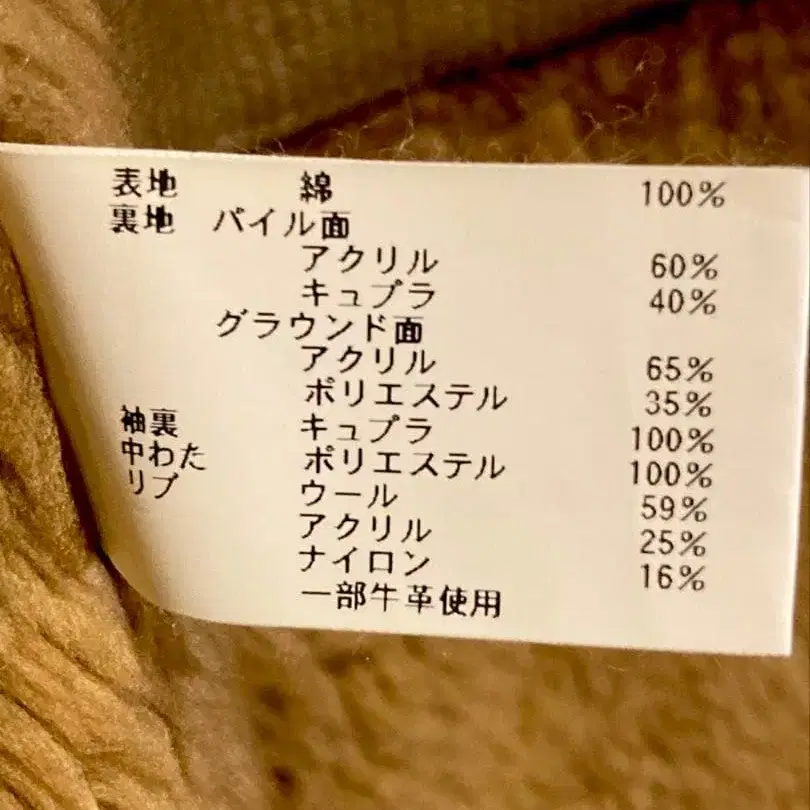 表地 綿 100%
裏地 パイル面
アクリル 60%
キュプラ 40%
グラウンド面
アクリル 65%
ポリエステル 35%
袖裏 キュプラ 100%
中わた ポリエステル 100%
リブ ウール 59%
アクリル 25%
ナイロン 16%
一部牛革使用